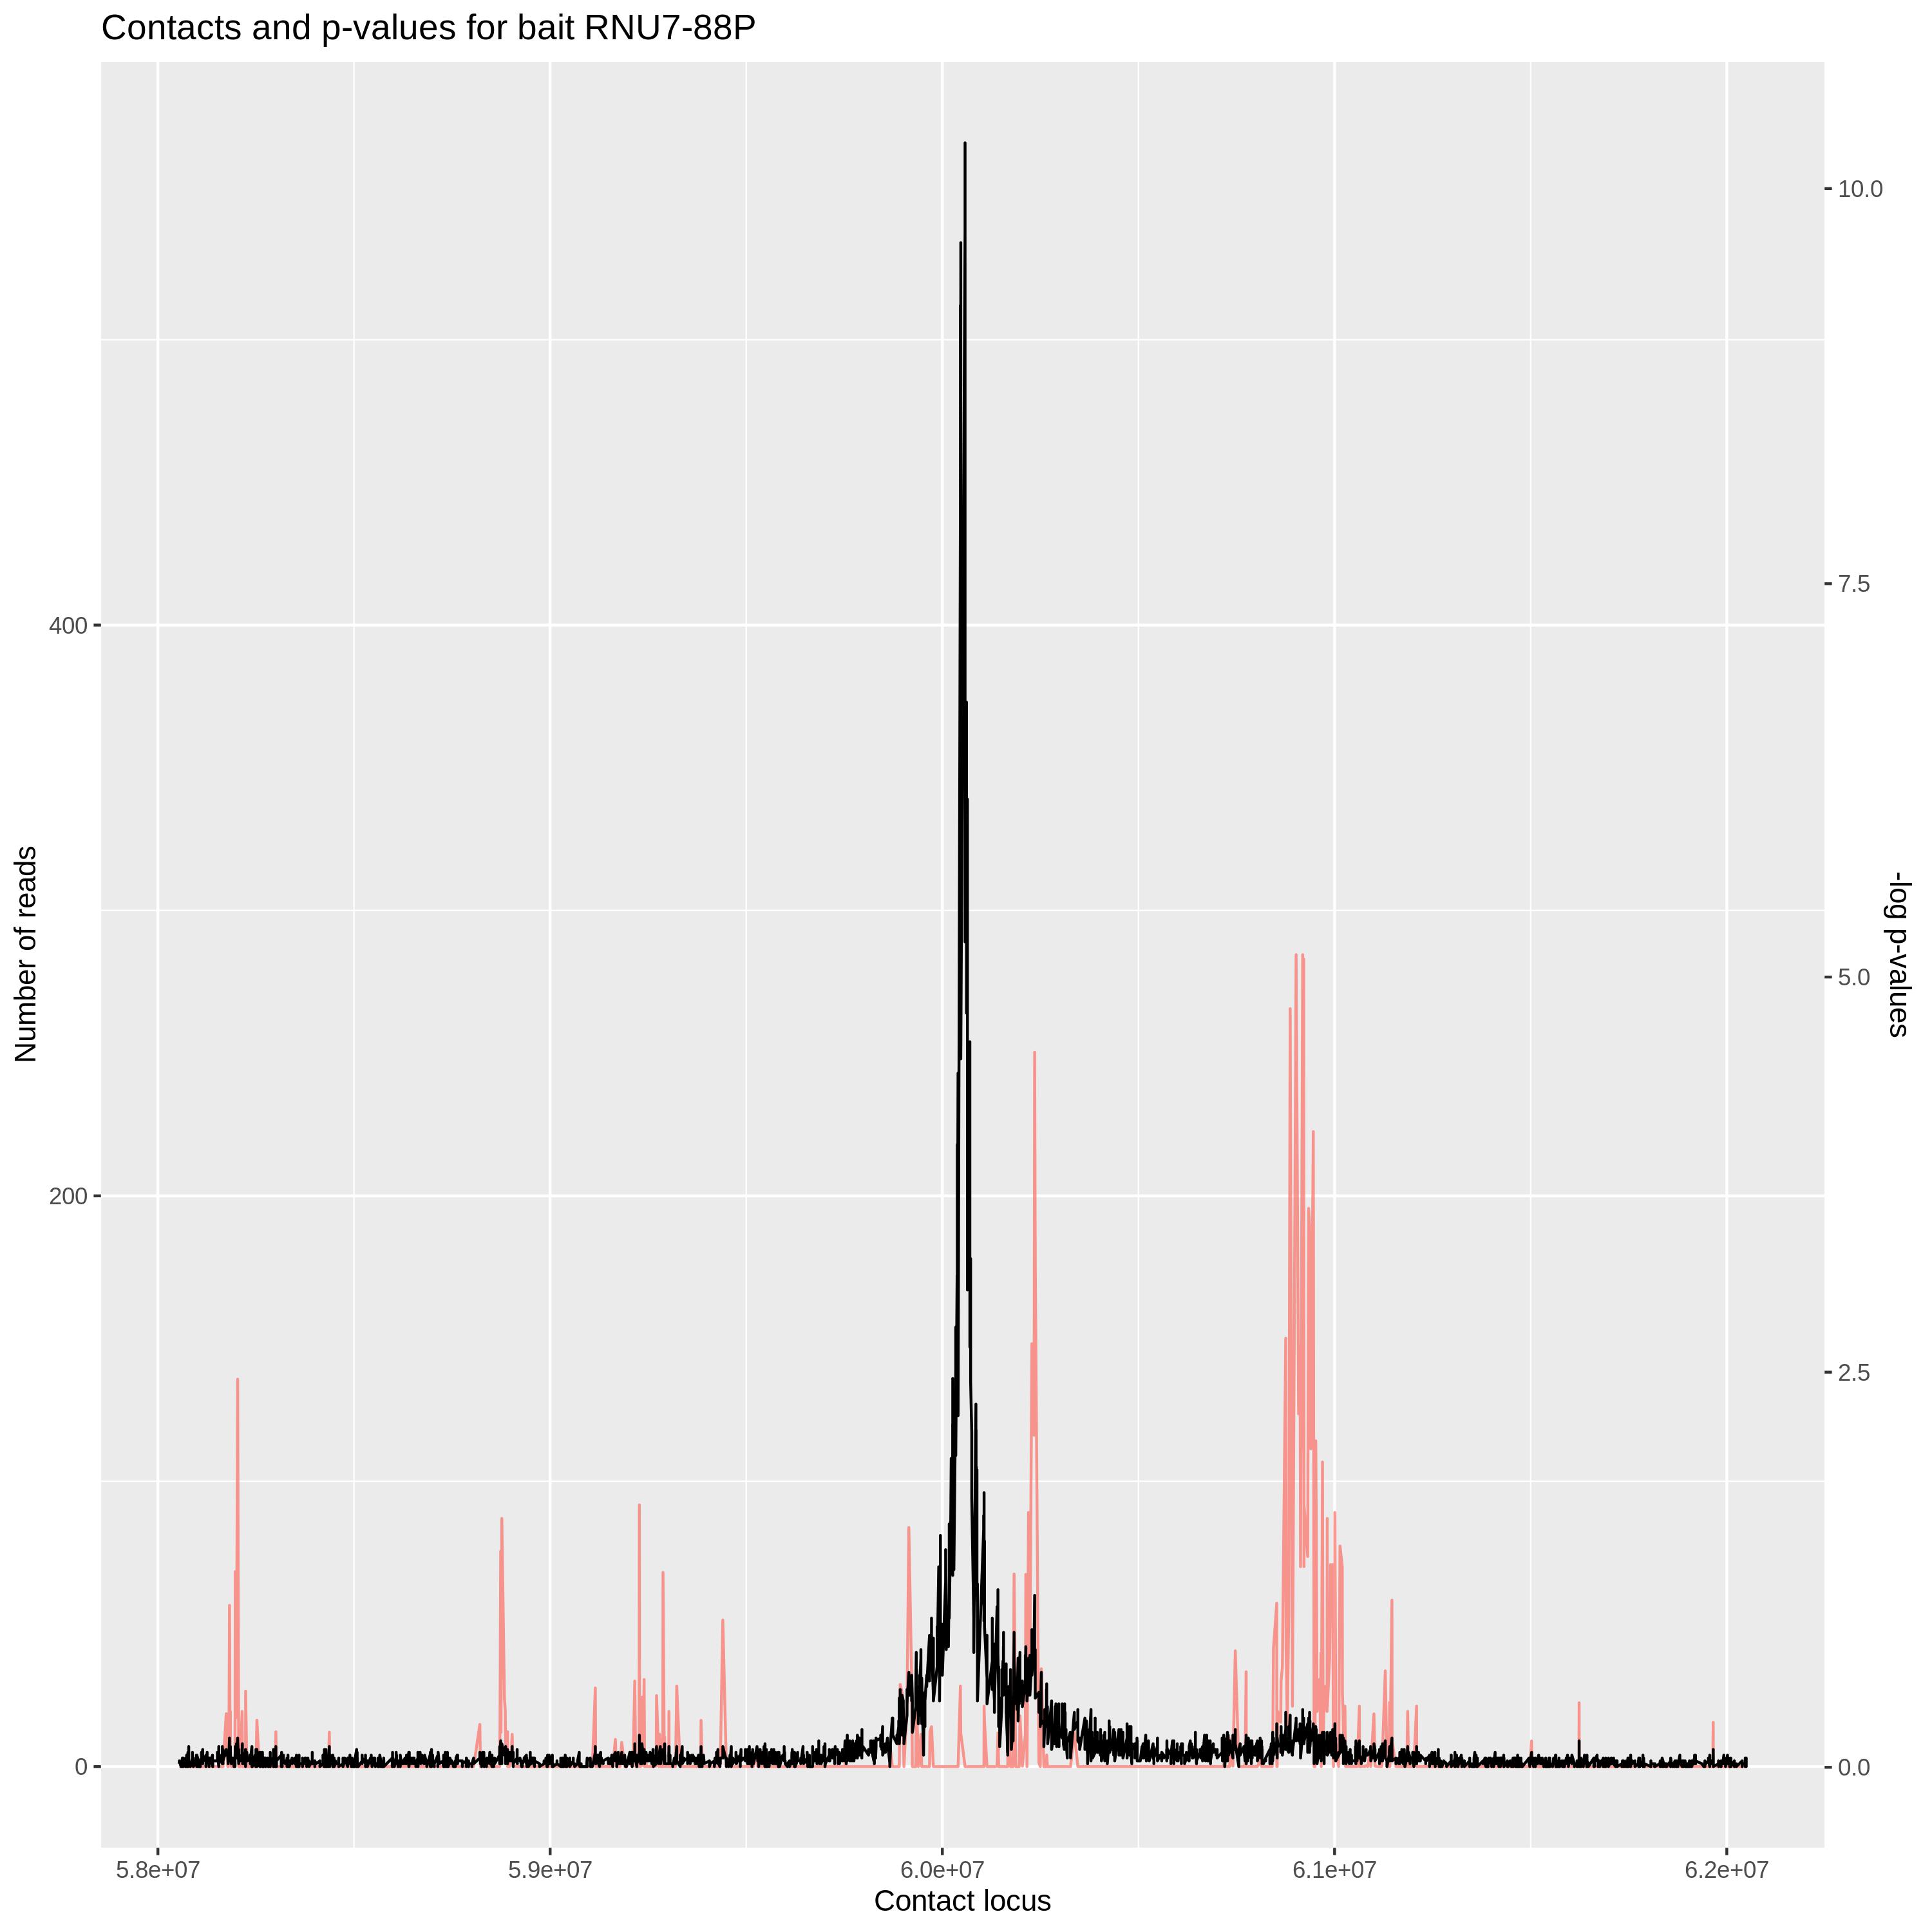 Contacts and p-values for bait RNU7-88P
Number of reads
400
200
0
10.0
7.5
5.0
2.5
0.0
-log p-values
5.8e+07
5.9e+07
6.0e+07
6.1e+07
6.2e+07
Contact locus